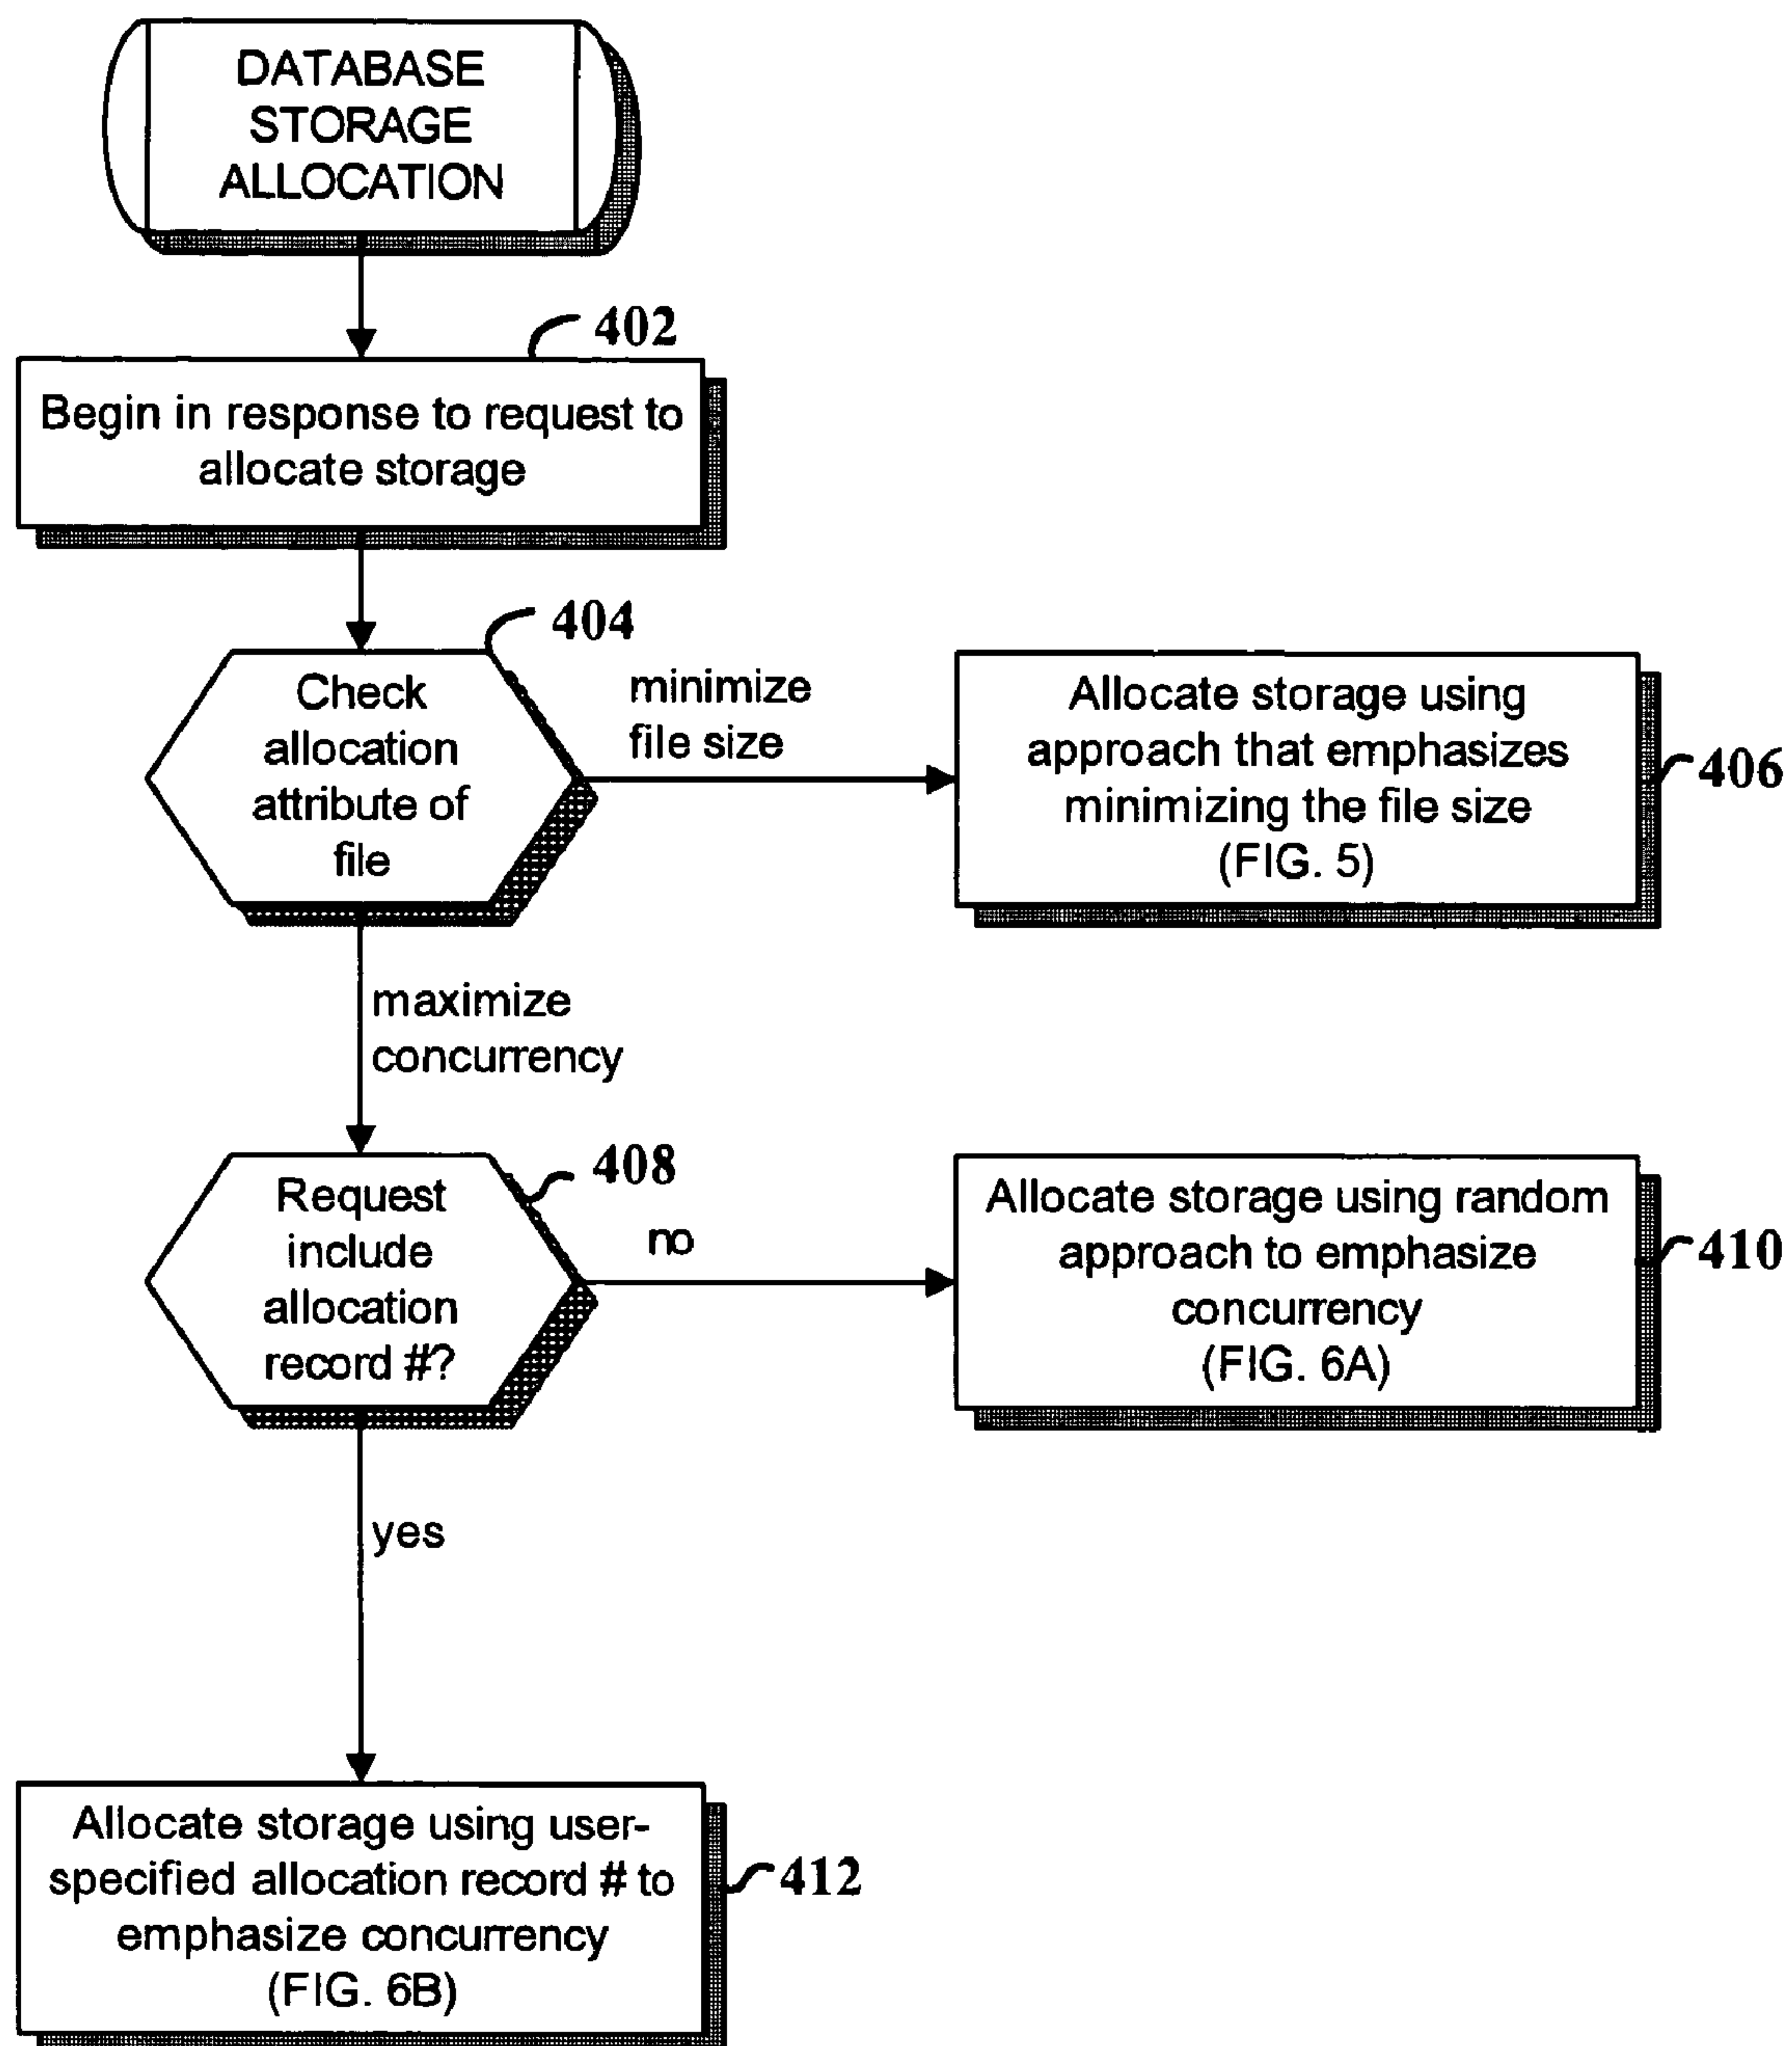 DATABASE
STORAGE
ALLOCATION
402
Begin in response to request to
allocate storage
404
Check
allocation
attribute of
file
minimize
file size
Allocate storage using
approach that emphasizes
minimizing the file size
(FIG. 5)
406
maximize
concurrency
408
Request
include
allocation
record #?
no
Allocate storage using random
approach to emphasize
concurrency
(FIG. 6A)
410
yes
Allocate storage using user-
specified allocation record # to
emphasize concurrency
(FIG. 6B)
412